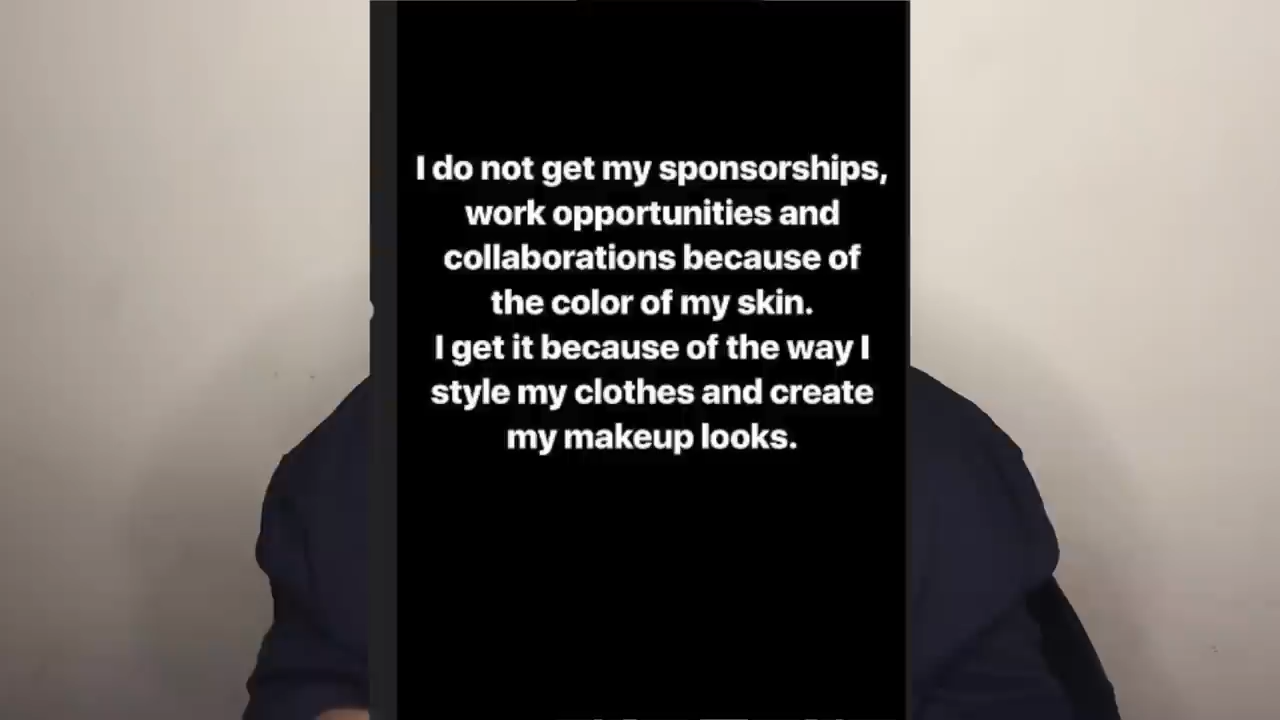 I do not get my sponsorships,
work opportunities and
collaborations because of
the color of my skin.
I get it because of the way I
style my clothes and create
my makeup looks.